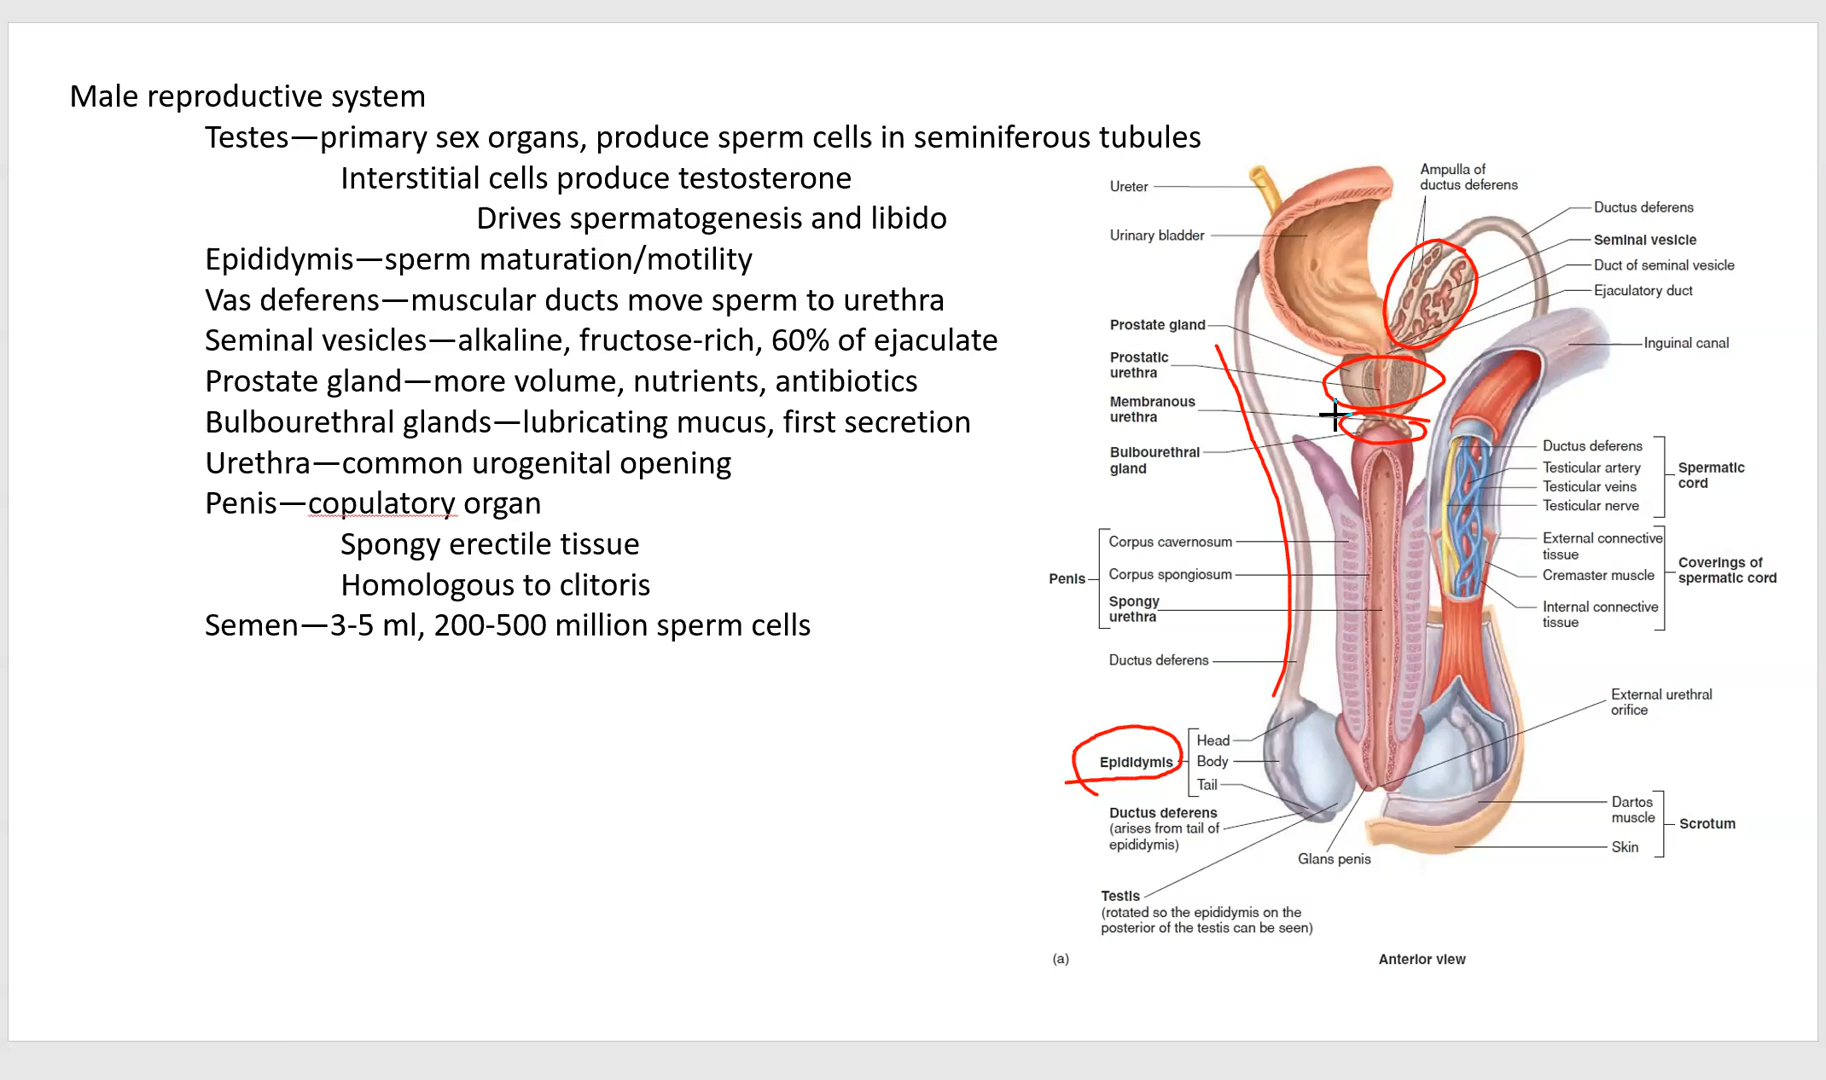 Male reproductive system
Testes—primary sex organs, produce sperm cells in seminiferous tubules
Interstitial cells produce testosterone
Drives spermatogenesis and libido
Epididymis—sperm maturation/motility
Vas deferens—muscular ducts move sperm to urethra
Seminal vesicles—alkaline, fructose-rich, 60% of ejaculate
Prostate gland—more volume, nutrients, antibiotics
Bulbourethral glands—lubricating mucus, first secretion
Urethra—common urogenital opening
Penis—copulatory organ
Spongy erectile tissue
Homologous to clitoris
Semen—3-5 ml, 200-500 million sperm cells
Ureter
Urinary bladder
Prostate gland
Prostatic
urethra
Membranous
urethra
Bulbourethral
gland
Penis
Corpus cavernosum
Corpus spongiosum
Spongy
urethra
Ductus deferens
Epididymis
Head
Body
Tail
Ductus deferens
(arises from tail of
epididymis)
Testis
(rotated so the epididymis on the
posterior of the testis can be seen)
Glans penis
Ampulla of
ductus deferens
Ductus deferens
Seminal vesicle
Duct of seminal vesicle
Ejaculatory duct
Inguinal canal
Ductus deferens
Testicular artery
Testicular veins
Testicular nerve
Spermatic
cord
External connective
tissue
Cremaster muscle
Internal connective
tissue
Coverings of
spermatic cord
External urethral
orifice
Dartos
muscle
Skin
Scrotum
(a)
Anterior view